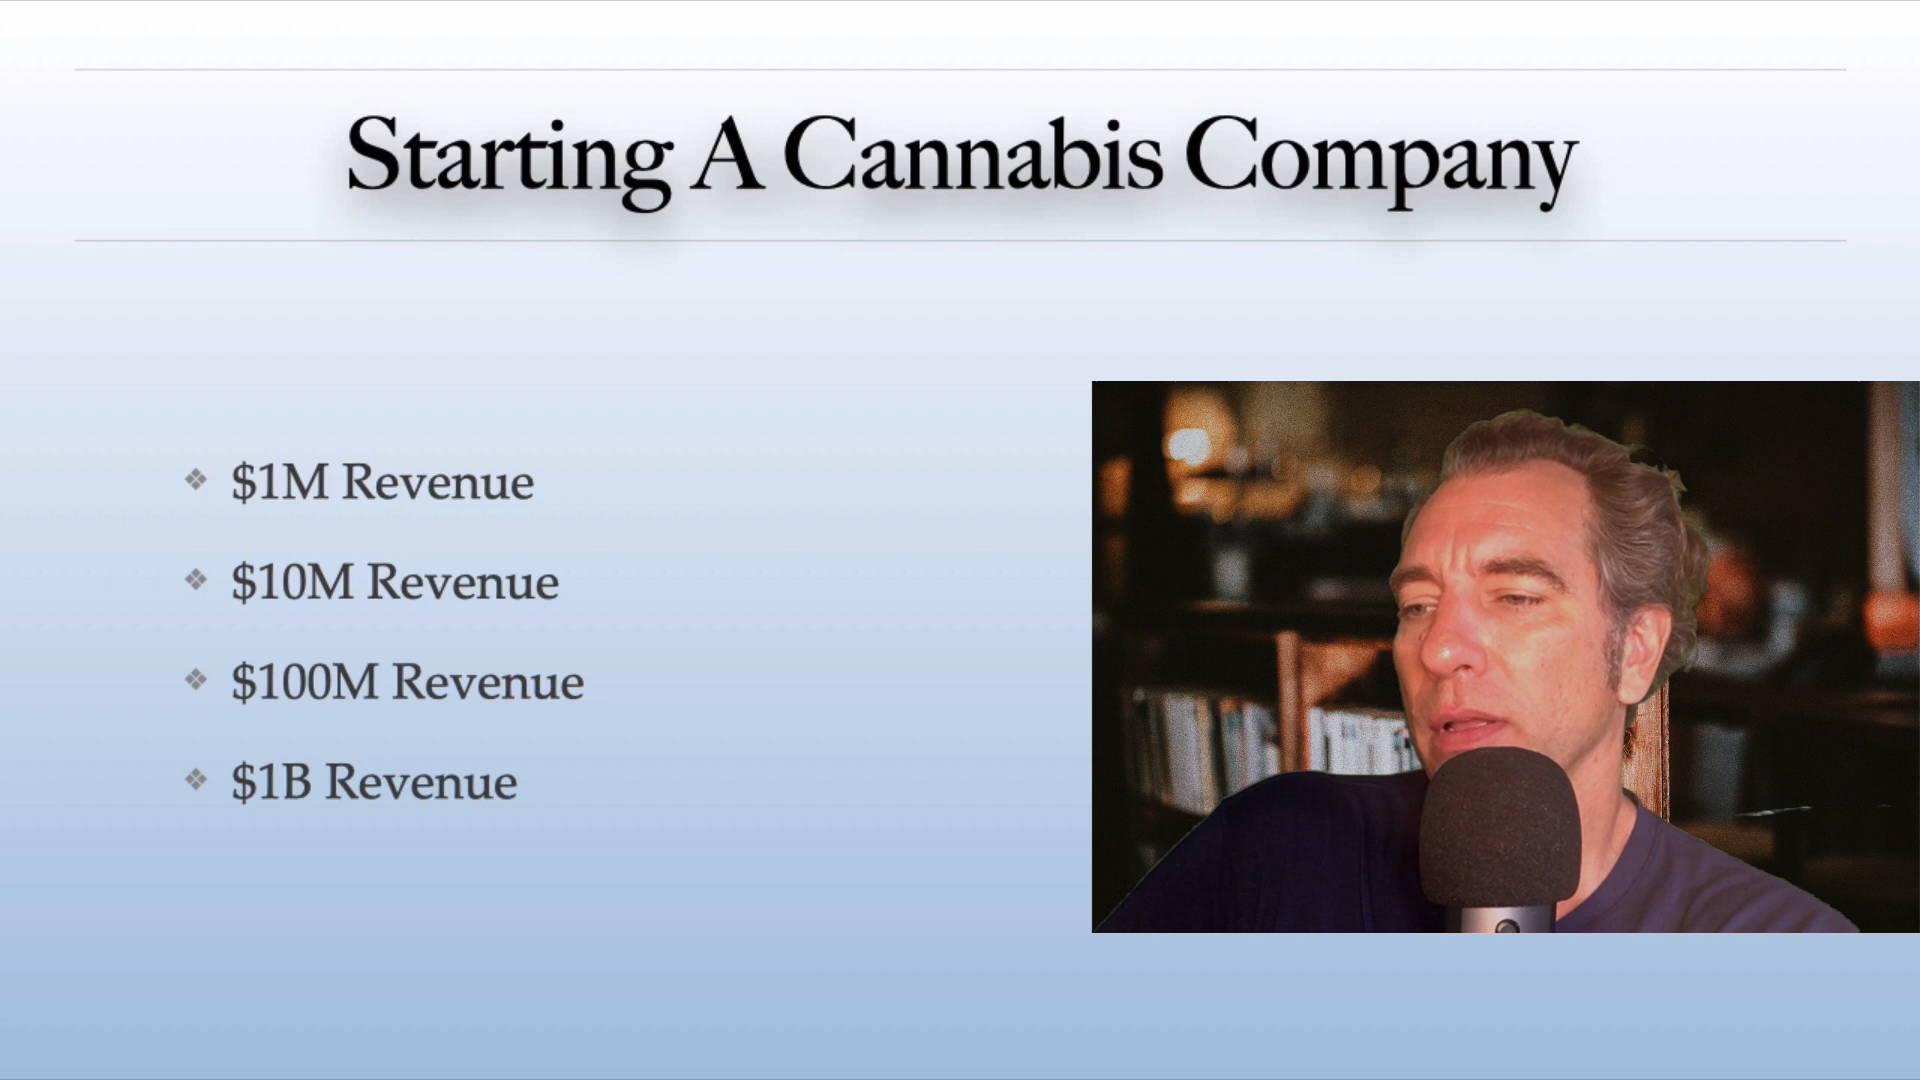 Starting A Cannabis Company
$1M Revenue
$10M Revenue
$100M Revenue
$1B Revenue